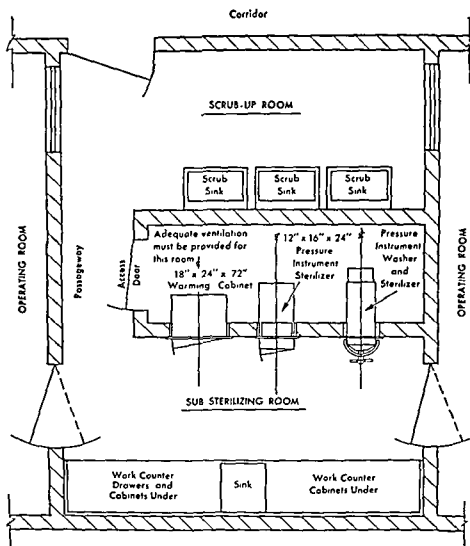 Corridor
SCRUB-UP ROOM
Scrub
Sink
Scrub
Sink
Scrub
Sink
OPERATING ROOM
Passageway
Access
Door
Adequate ventilation
must be provided for
this room
18" x 24" x 72"
Warming Cabinet
12" x 16" x 24"
Pressure
Instrument
Sterilizer
Pressure
Instrument
Washer
and
Sterilizer
OPERATING ROOM
SUB STERILIZING ROOM
Work Counter
Drawers and
Cabinets Under
Sink
Work Counter
Cabinets Under